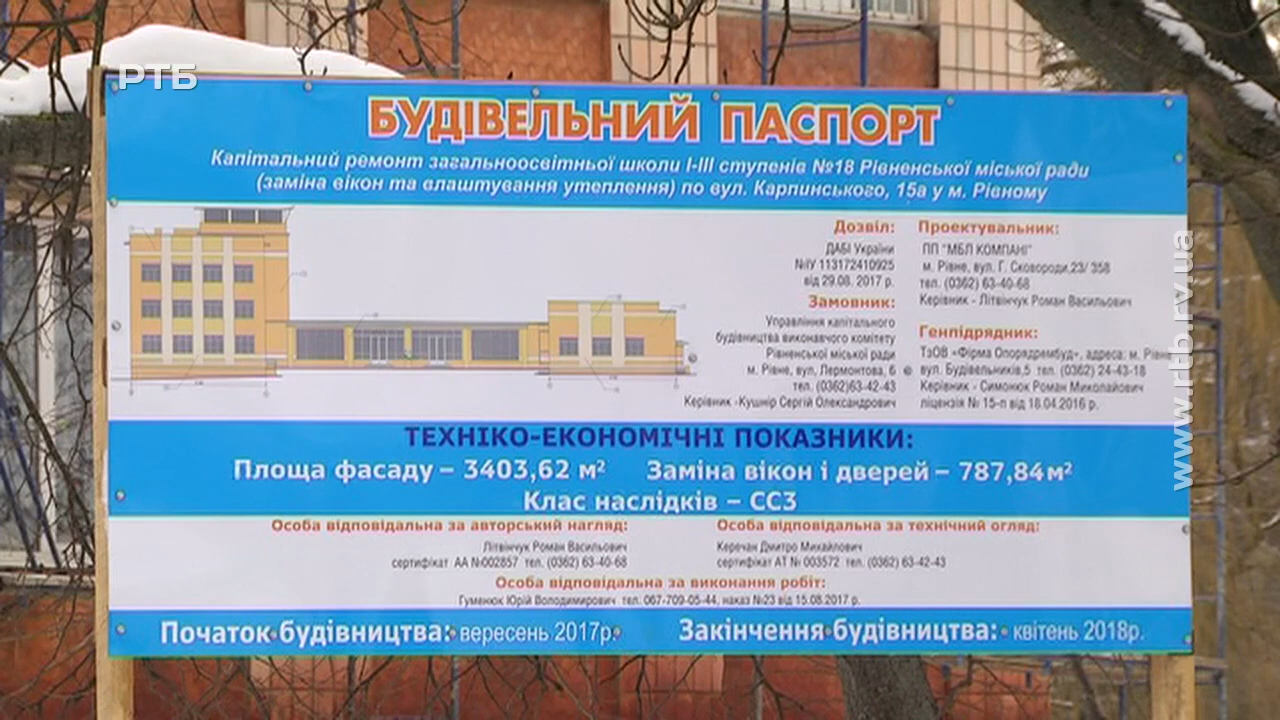 РТБ
БУДІВЕЛЬНИЙ ПАСПОРТ
Капітальний ремонт загальноосвітньої школи І-ІІІ ступенів №18 Рівненської міської ради
(заміна вікон та влаштування утеплення) по вул. Карпинського, 15а у м. Рівному
Дозвіл:
ДАБІ України
№ІУ 113172410925
від 29.08. 2017 р.
Замовник:
Управління капітального
будівництва виконавчого комітету
Рівненської міської ради
м. Рівне, вул. Лермонтова, 6
тел. (0362)63-42-43
Керівник -Кушнір Сергій Олександрович
Проектувальник:
ПП "МБЛ КОМПАНІ"
м. Рівне, вул. Г. Сковороди,23/ 358
тел. (0362) 63-40-68
Керівник - Літвінчук Роман Васильович
Генпідрядник:
ТзОВ «Фірма Опорядрембуд», адреса: м. Рівн
вул. Будівельників,5 тел. (0362) 24-43-18
Керівник - Симонюк Роман Миколайович
ліцензія № 15-п від 18.04.2016 р.
www.rtb.rv.ua
ТЕХНІКО-ЕКОНОМІЧНІ ПОКАЗНИКИ:
Площа фасаду – 3403,62 м² Заміна вікон і дверей – 787,84м²
Клас наслідків – СС3
Особа відповідальна за авторський нагляд:
Літвінчук Роман Васильович
сертифікат АА №002857 тел. (0362) 63-40-68
Особа відповідальна за технічний огляд:
Керечан Дмитро Михайлович
сертифікат АТ № 003572 тел. (0362) 63-42-43
Особа відповідальна за виконання робіт:
Гуменюк Юрій Володимирович тел. 067-709-05-44, наказ №23 від 15.08.2017 р.
Початок будівництва: вересень 2017р.
Закінчення будівництва: квітень 2018р.